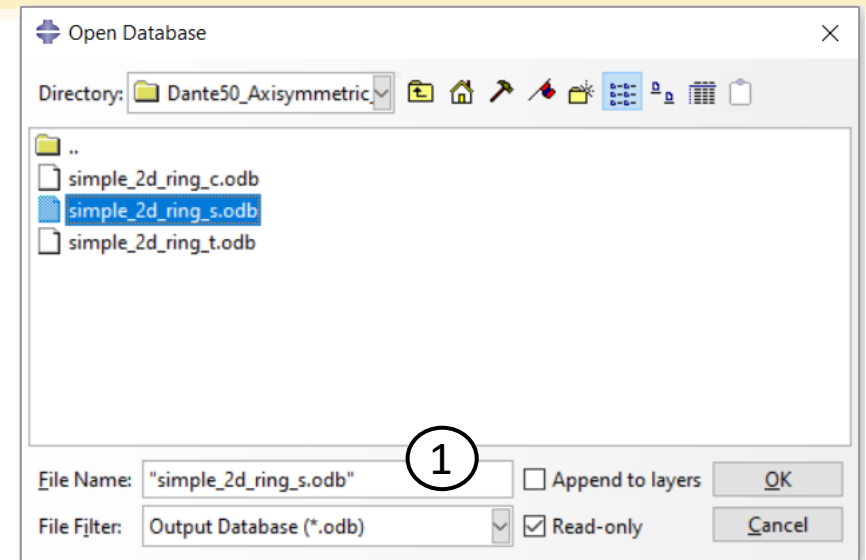 Open Database
Directory: Dante50_Axisymmetric_
..
simple_2d_ring_c.odb
simple_2d_ring_s.odb
simple_2d_ring_t.odb
1
File Name: "simple_2d_ring_s.odb" Append to layers OK
File Filter: Output Database (*.odb) Read-only Cancel